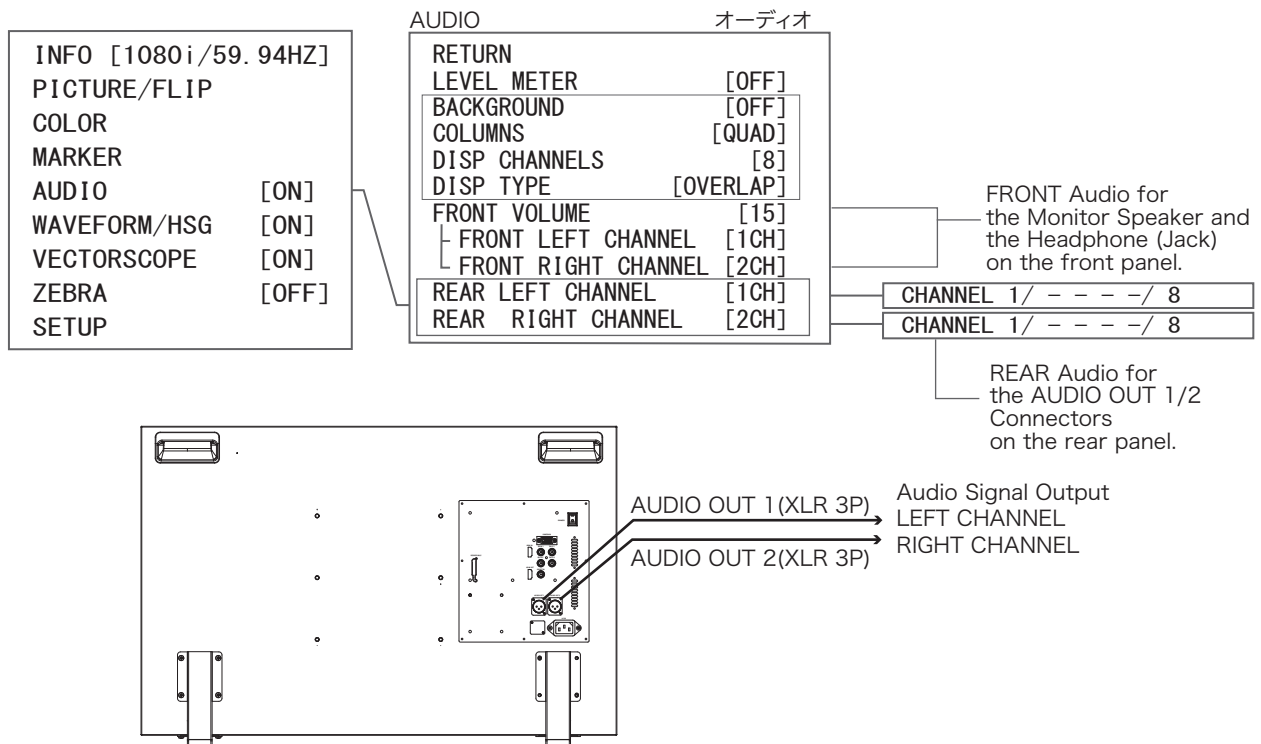 INFO [1080i/59.94HZ]
PICTURE/FLIP
COLOR
MARKER
AUDIO [ON]
WAVEFORM/HSG [ON]
VECTORSCOPE [ON]
ZEBRA [OFF]
SETUP
AUDIO オーディオ
RETURN
LEVEL METER [OFF]
BACKGROUND [OFF]
COLUMNS [QUAD]
DISP CHANNELS [8]
DISP TYPE [OVERLAP]
FRONT VOLUME [15]
FRONT LEFT CHANNEL [1CH]
FRONT RIGHT CHANNEL [2CH]
REAR LEFT CHANNEL [1CH]
REAR RIGHT CHANNEL [2CH]
FRONT Audio for
the Monitor Speaker and
the Headphone (Jack)
on the front panel.
CHANNEL 1/ - - - -/ 8
CHANNEL 1/ - - - -/ 8
REAR Audio for
the AUDIO OUT 1/2
Connectors
on the rear panel.
AUDIO OUT 1(XLR 3P)
AUDIO OUT 2(XLR 3P)
Audio Signal Output
LEFT CHANNEL
RIGHT CHANNEL